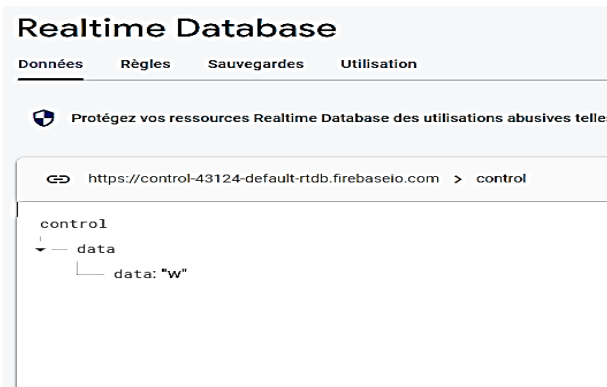 Realtime Database
Données Règles Sauvegardes Utilisation
Protégez vos ressources Realtime Database des utilisations abusives telles
https://control-43124-default-rtdb.firebaseio.com > control
control
data
data: "W"